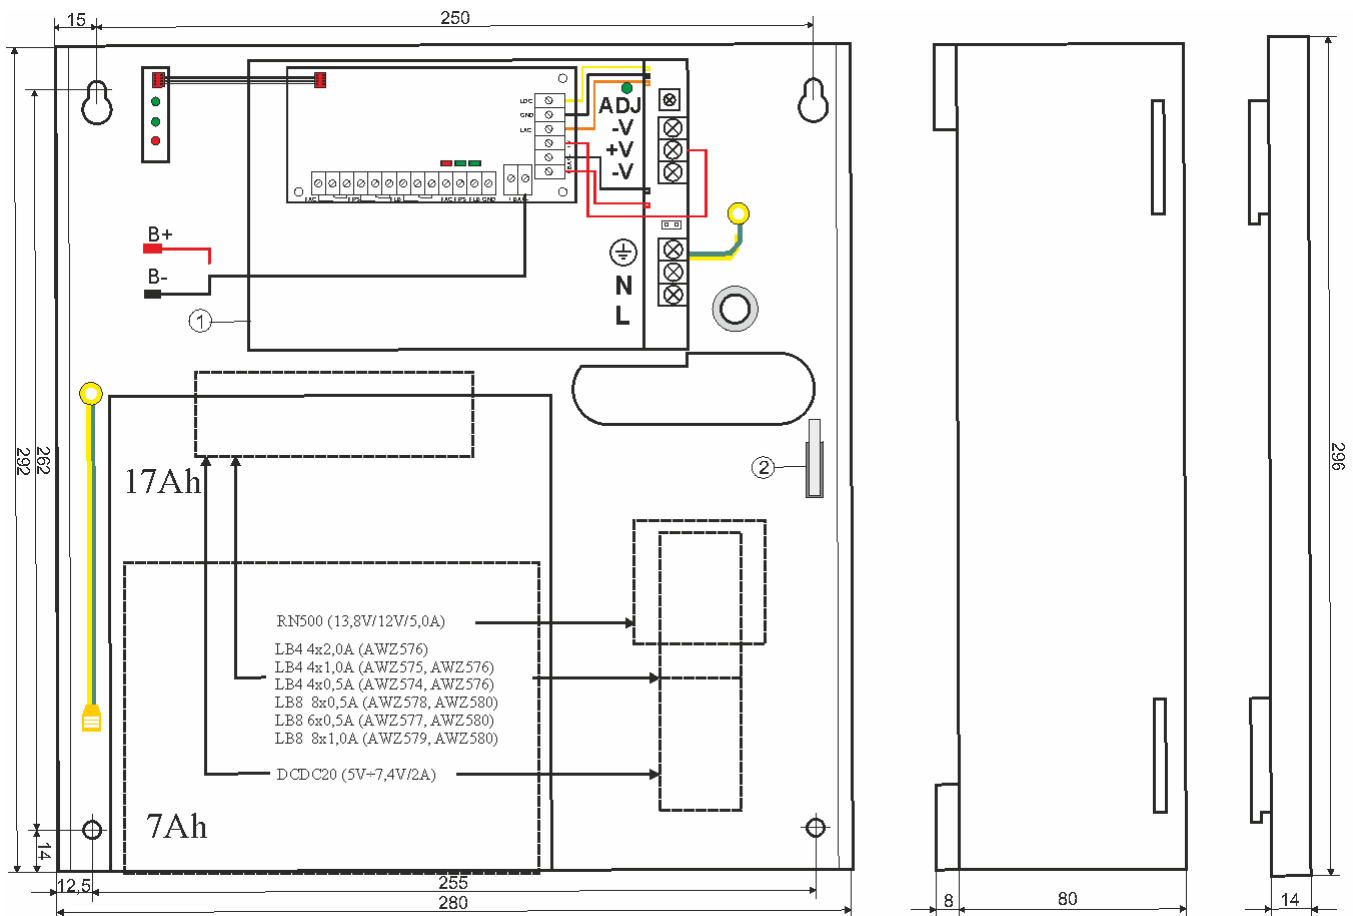 15
250
LDC
GND
LAC
ADJ
-V
+V
-V
B+
B-
N
L
1
292
262
17Ah
2
296
RN500 (13,8V/12V/5,0A)
LB4 4x2,0A (AWZ576)
LB4 4x1,0A (AWZ575, AWZ576)
LB4 4x0,5A (AWZ574, AWZ576)
LB8 8x0,5A (AWZ578, AWZ580)
LB8 6x0,5A (AWZ577, AWZ580)
LB8 8x1,0A (AWZ579, AWZ580)
DCDC20 (5V÷7,4V/2A)
7Ah
14
12,5
255
280
8
80
14